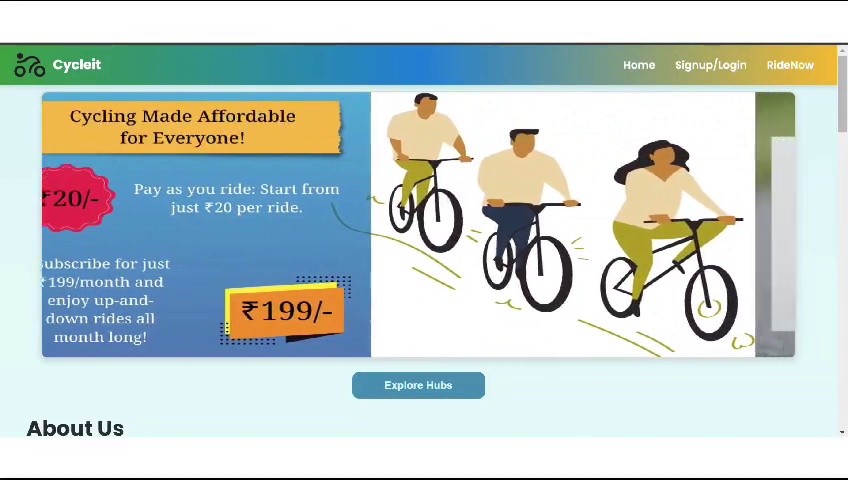 Cycleit
Home Signup/Login RideNow
Cycling Made Affordable
for Everyone!
₹20/-
Pay as you ride: Start from
just ₹20 per ride.
Subscribe for just
₹199/month and
enjoy up-and-
down rides all
month long!
₹199/-
Explore Hubs
About Us